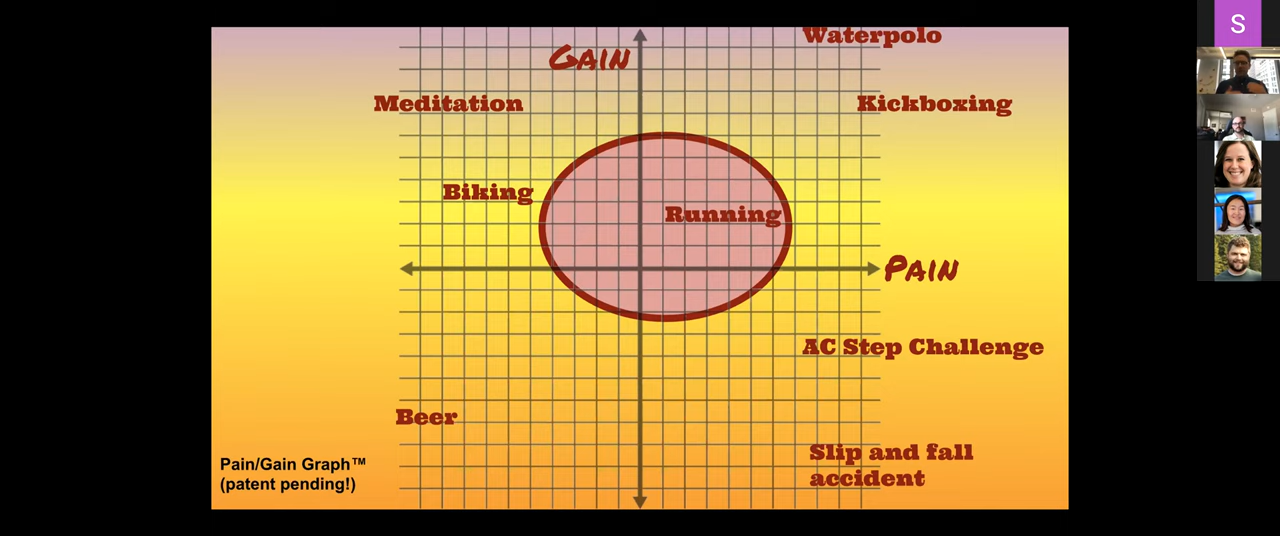 Waterpolo
GAIN
Meditation
Kickboxing
Biking
Running
PAIN
AC Step Challenge
Beer
Slip and fall
accident
Pain/Gain Graph™
(patent pending!)
S